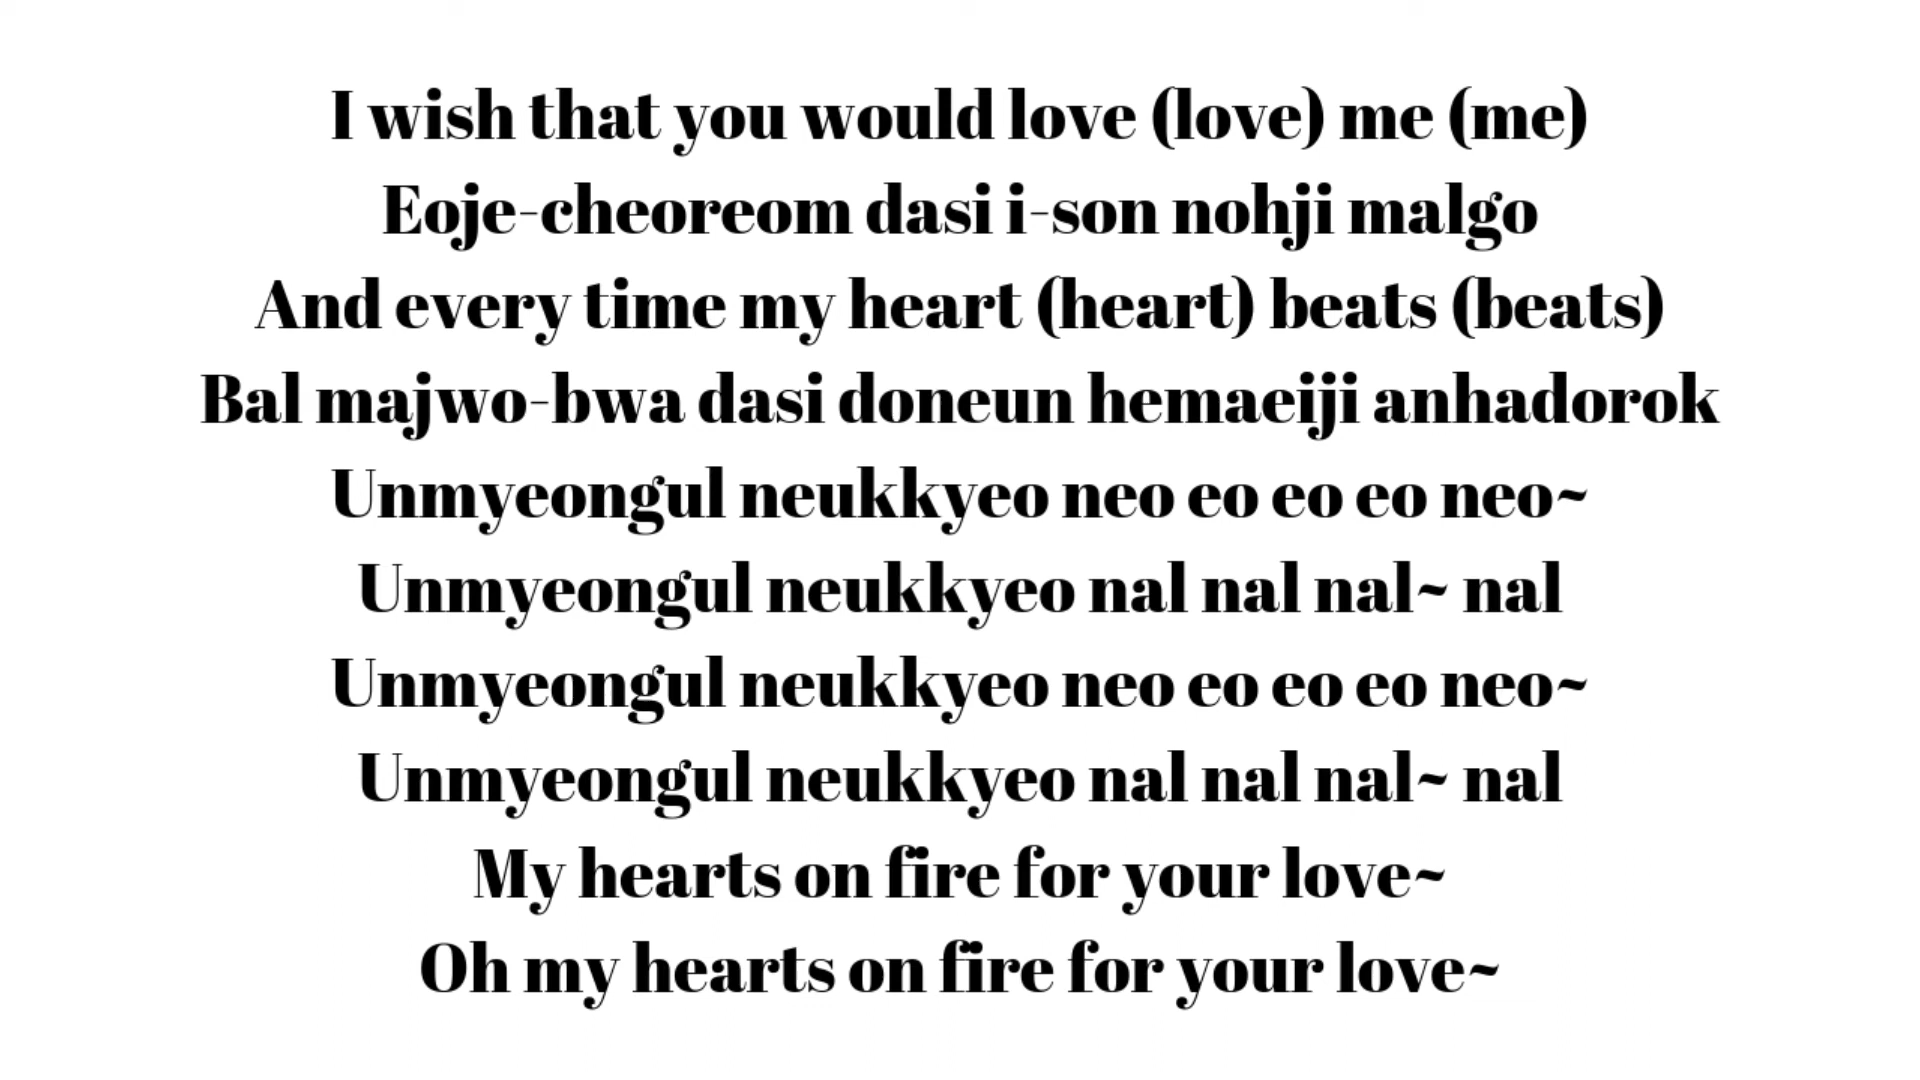 I wish that you would love (love) me (me)
Eoje-cheoreom dasi i-son nohji malgo
And every time my heart (heart) beats (beats)
Bal majwo-bwa dasi doneun hemaeiji anhadorok
Unmyeongul neukkyeo neo eo eo eo neo~
Unmyeongul neukkyeo nal nal nal~ nal
Unmyeongul neukkyeo neo eo eo eo neo~
Unmyeongul neukkyeo nal nal nal~ nal
My hearts on fire for your love~
Oh my hearts on fire for your love~